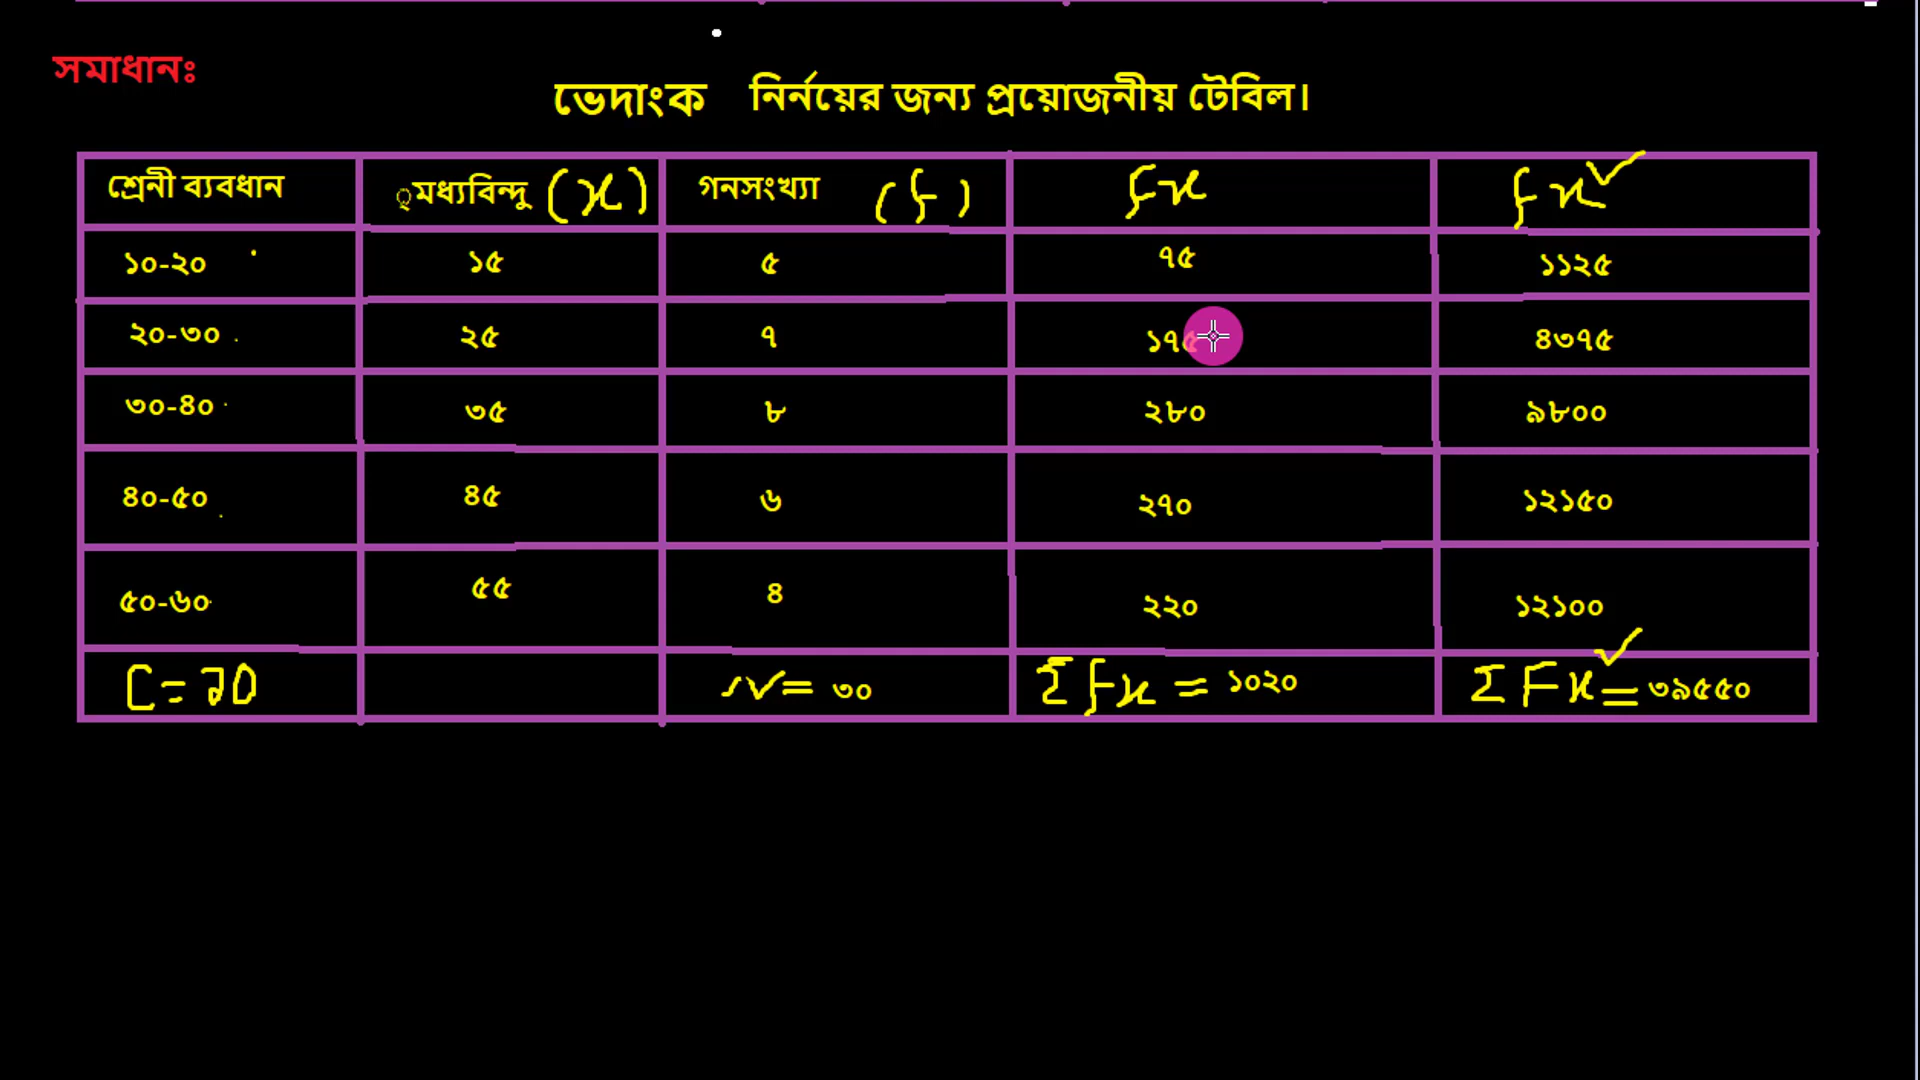 সমাধানঃ
ভেদাংক নির্নয়ের জন্য প্রয়োজনীয় টেবিল।
শ্রেনী ব্যবধান ্মধ্যবিন্দু (x) গনসংখ্যা (f) fx fx²
১০-২০ ১৫ ৫ ৭৫ ১১২৫
২০-৩০ ২৫ ৭ ১৭৫ ৪৩৭৫
৩০-৪০ ৩৫ ৮ ২৮০ ৯৮০০
৪০-৫০ ৪৫ ৬ ২৭০ ১২১৫০
৫০-৬০ ৫৫ ৪ ২২০ ১২১০০
C=10 N= ৩০ Σfx = ১০২০ ΣFx²=৩৯৫৫০